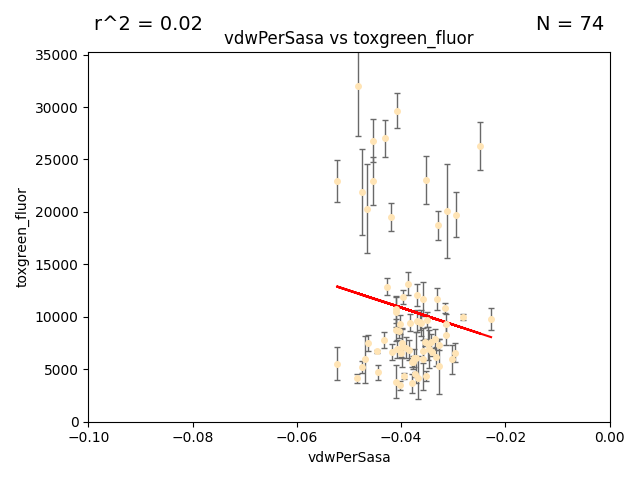 r^2 = 0.02 N = 74
vdwPerSasa vs toxgreen_fluor
toxgreen_fluor
35000
30000
25000
20000
15000
10000
5000
0
−0.10 −0.08 −0.06 −0.04 −0.02 0.00
vdwPerSasa